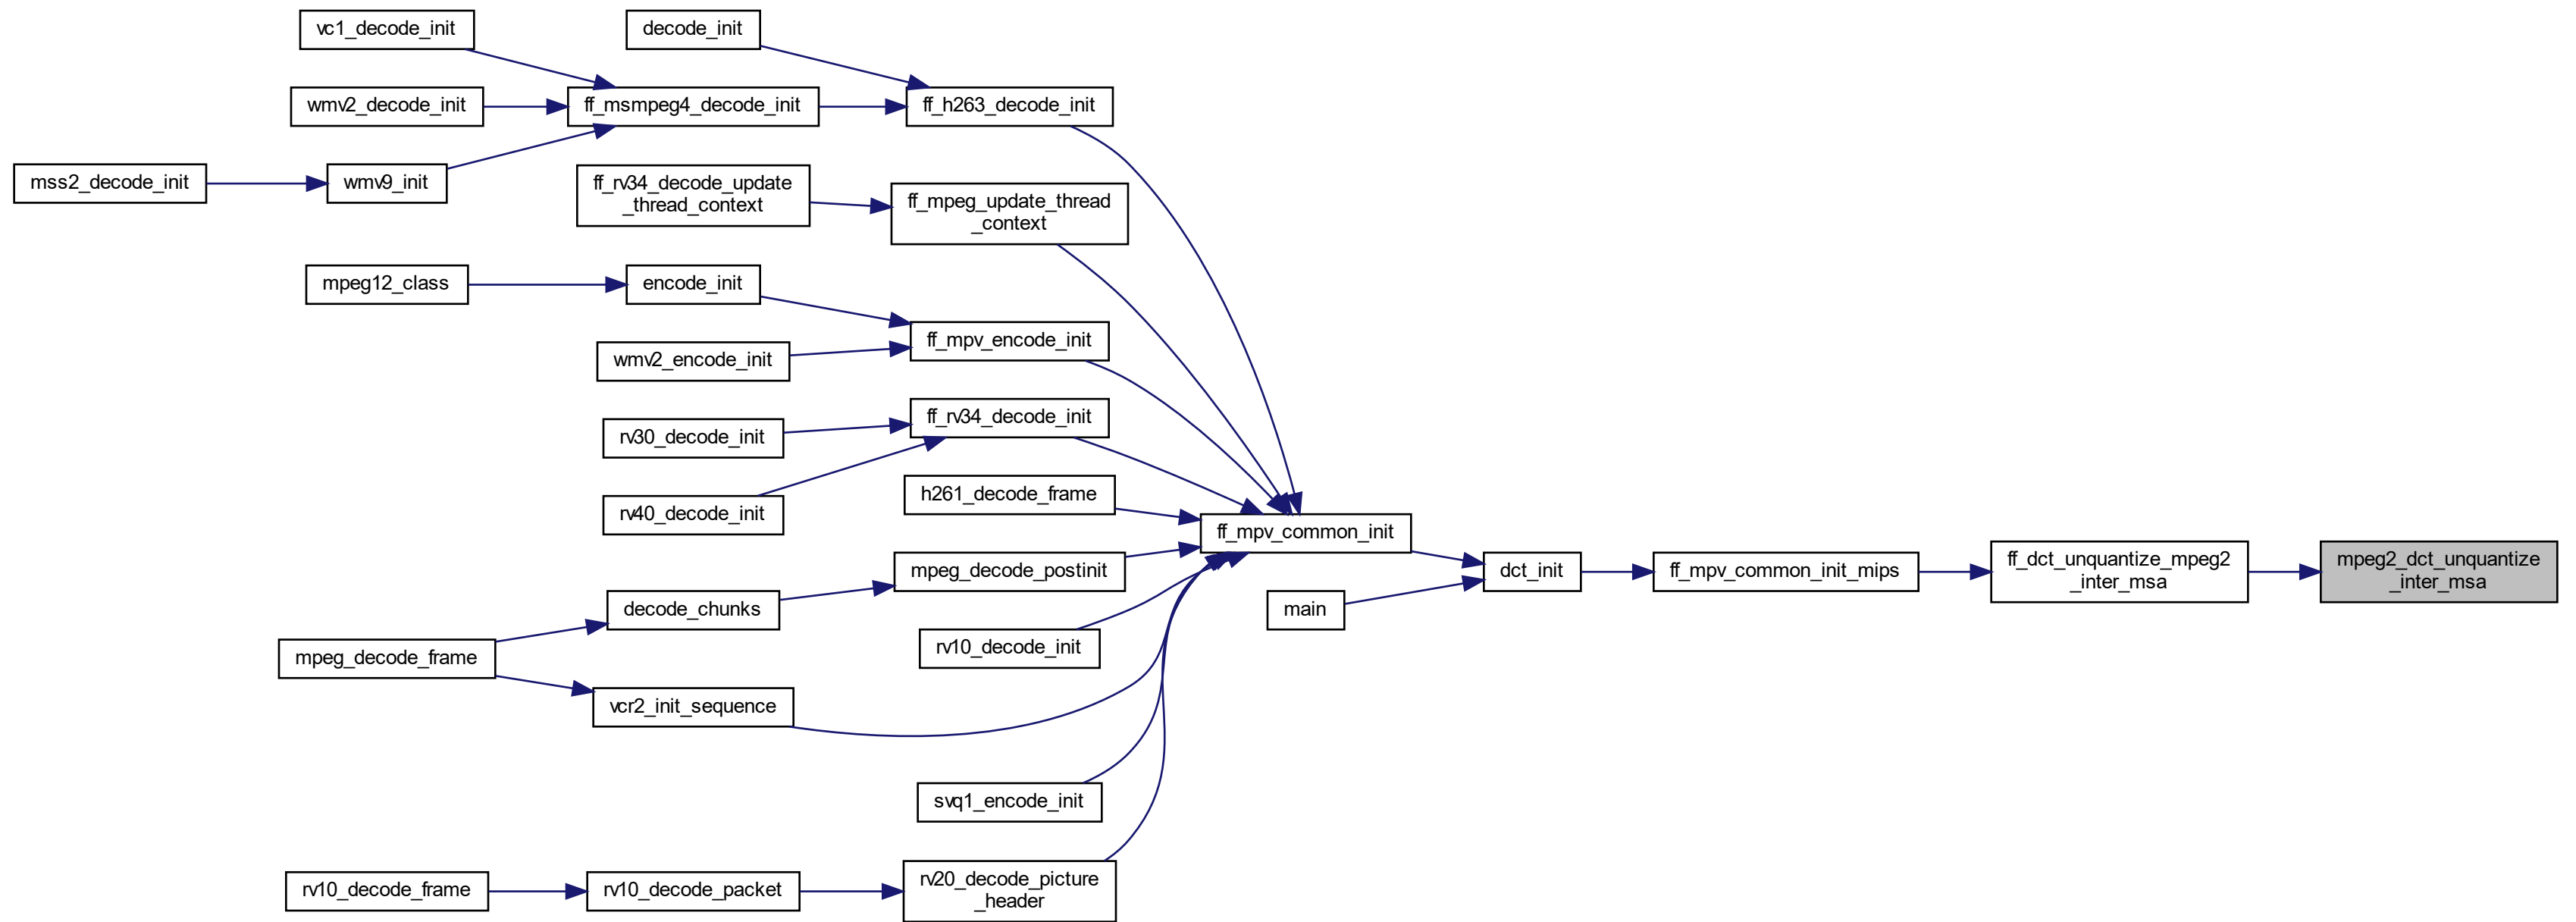 vc1_decode_init
decode_init
wmv2_decode_init
ff_msmpeg4_decode_init
ff_h263_decode_init
mss2_decode_init
wmv9_init
ff_rv34_decode_update
_thread_context
ff_mpeg_update_thread
_context
mpeg12_class
encode_init
ff_mpv_encode_init
wmv2_encode_init
ff_rv34_decode_init
rv30_decode_init
h261_decode_frame
rv40_decode_init
ff_mpv_common_init
mpeg_decode_postinit
dct_init
ff_mpv_common_init_mips
ff_dct_unquantize_mpeg2
_inter_msa
mpeg2_dct_unquantize
_inter_msa
decode_chunks
main
rv10_decode_init
mpeg_decode_frame
vcr2_init_sequence
svq1_encode_init
rv10_decode_frame
rv10_decode_packet
rv20_decode_picture
_header